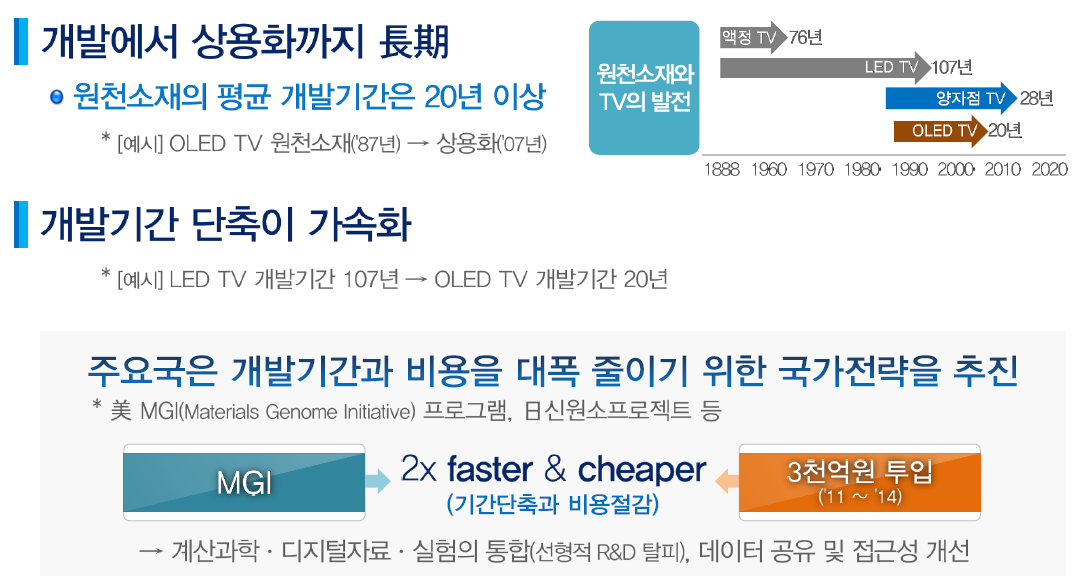 개발에서 상용화까지 長期
원천소재의 평균 개발기간은 20년 이상
* [예시] OLED TV 원천소재('87년) → 상용화('07년)
원천소재와
TV의 발전
액정 TV 76년
LED TV 107년
양자점 TV 28년
OLED TV 20년
1888 1960 1970 1980 1990 2000 2010 2020
개발기간 단축이 가속화
* [예시] LED TV 개발기간 107년 → OLED TV 개발기간 20년
주요국은 개발기간과 비용을 대폭 줄이기 위한 국가전략을 추진
* 美 MGI(Materials Genome Initiative) 프로그램, 日신원소프로젝트 등
MGI
2x faster & cheaper
(기간단축과 비용절감)
3천억원 투입
('11 ~ '14)
→ 계산과학 · 디지털자료 · 실험의 통합(선형적 R&D 탈피), 데이터 공유 및 접근성 개선